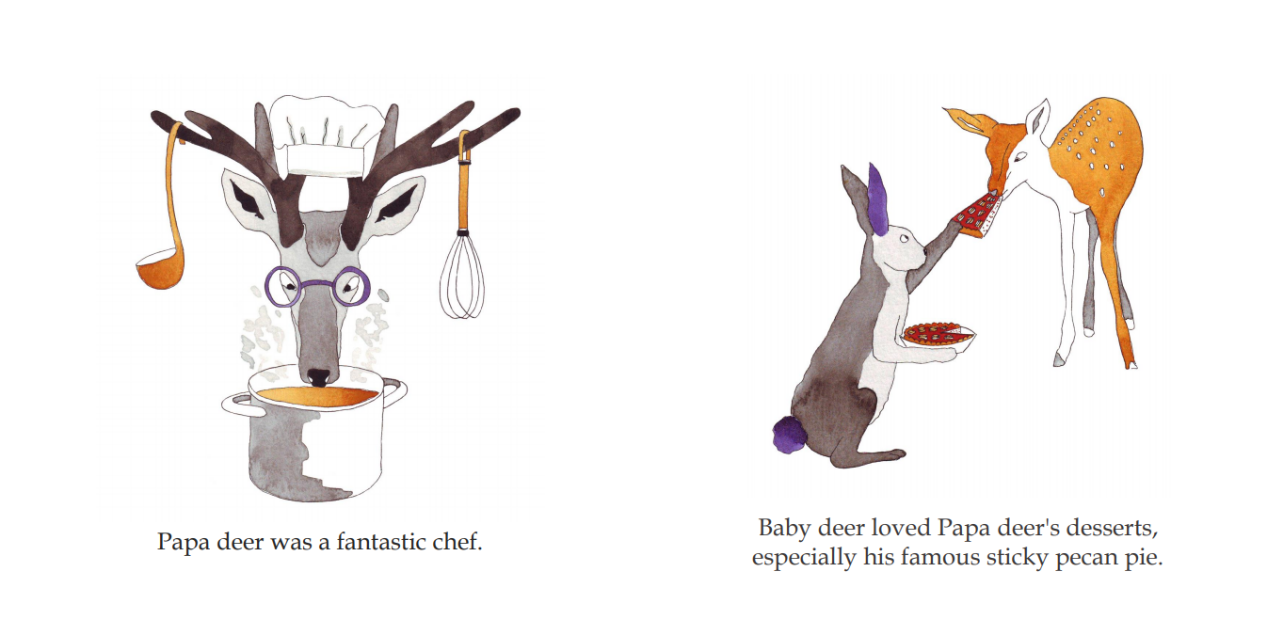 Papa deer was a fantastic chef.
Baby deer loved Papa deer's desserts,
especially his famous sticky pecan pie.